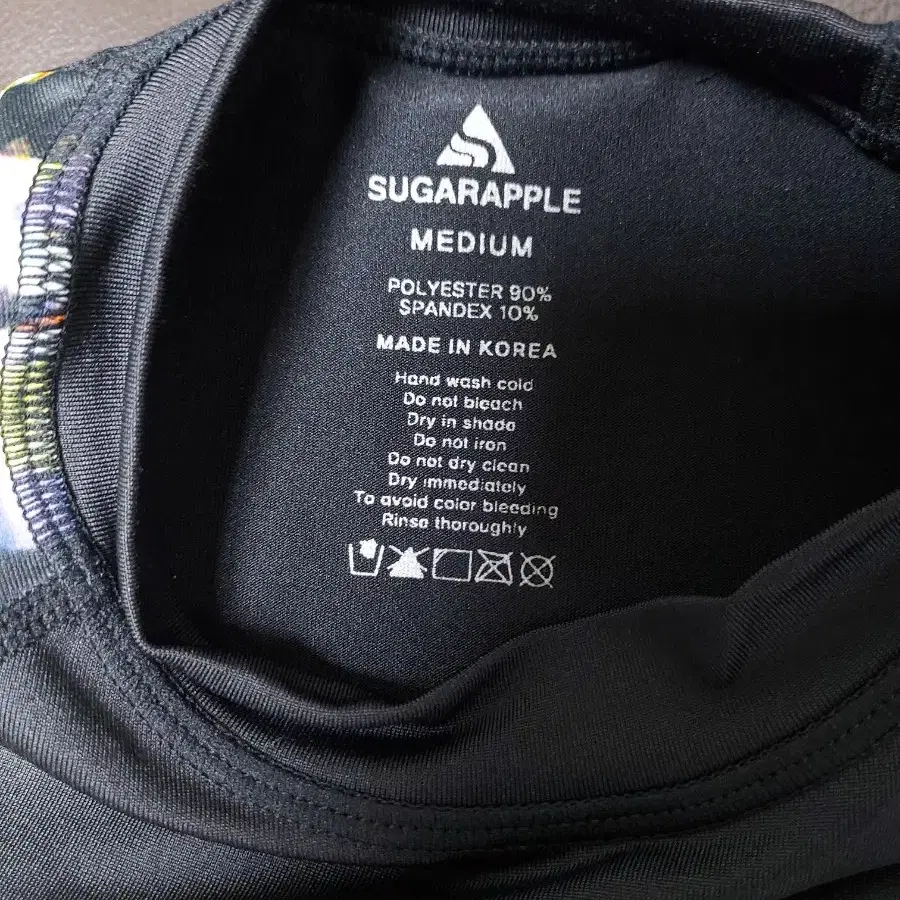 SUGARAPPLE
MEDIUM
POLYESTER 90%
SPANDEX 10%
MADE IN KOREA
Hand wash cold
Do not bleach
Dry in shade
Do not iron
Do not dry clean
Dry immediately
To avoid color bleeding
Rinse thoroughly